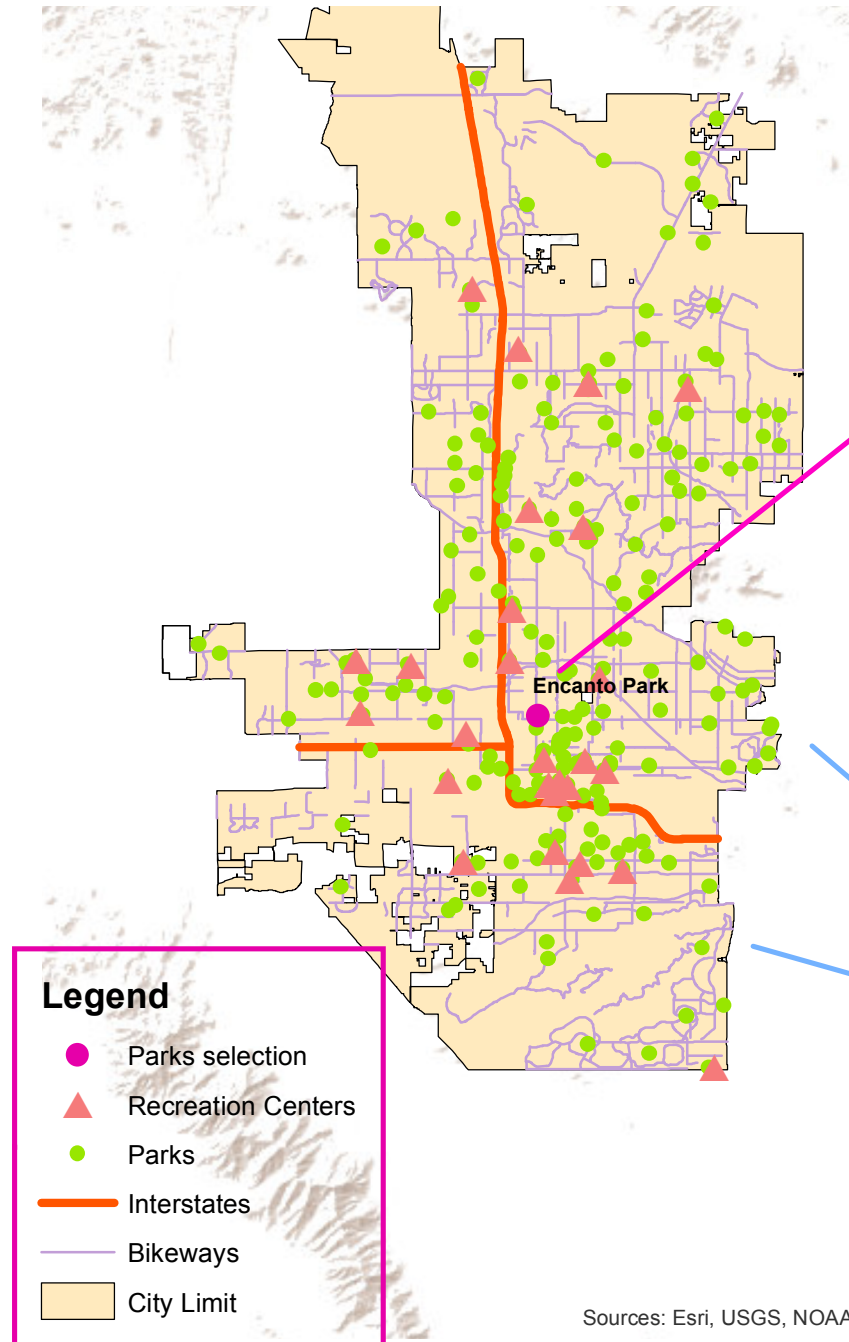 Encanto Park
Legend
Parks selection
Recreation Centers
Parks
Interstates
Bikeways
City Limit
Sources: Esri, USGS, NOAA